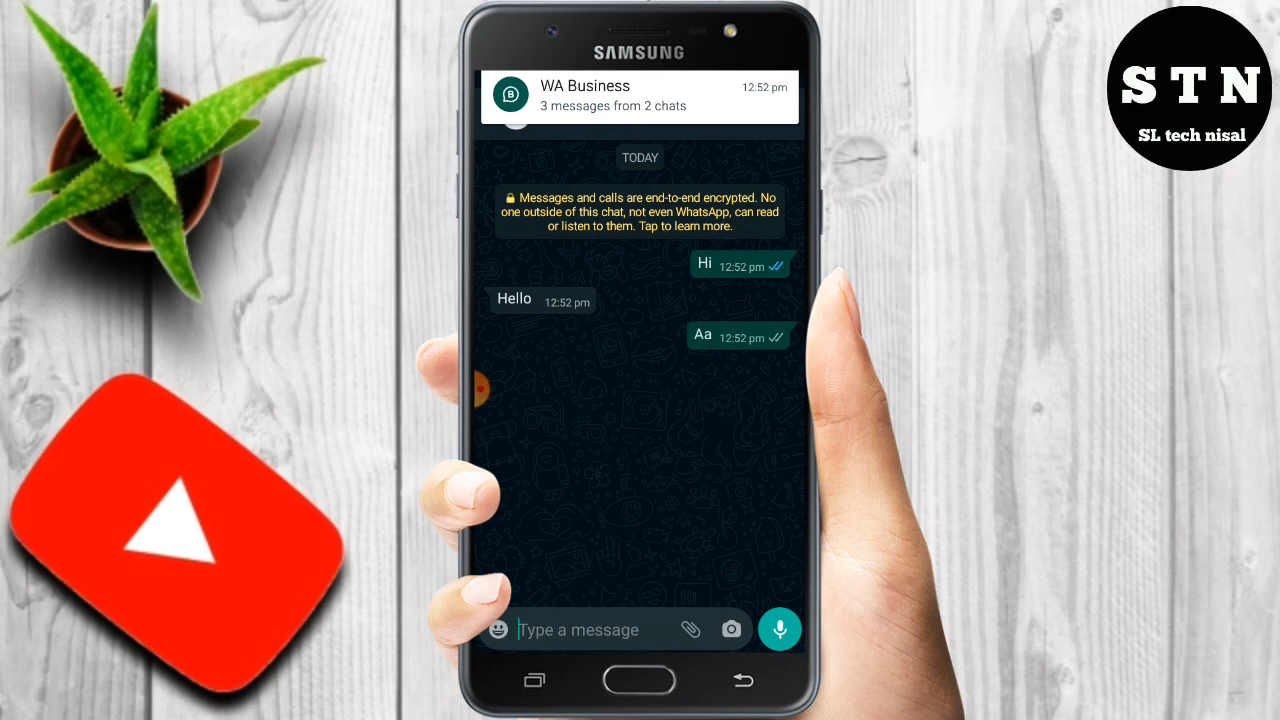 SAMSUNG
WA Business
12:52 pm
3 messages from 2 chats
TODAY
Messages and calls are end-to-end encrypted. No
one outside of this chat, not even WhatsApp, can read
or listen to them. Tap to learn more.
Hi 12:52 pm
Hello 12:52 pm
Aa 12:52 pm
Type a message
S T N
SL tech nisal